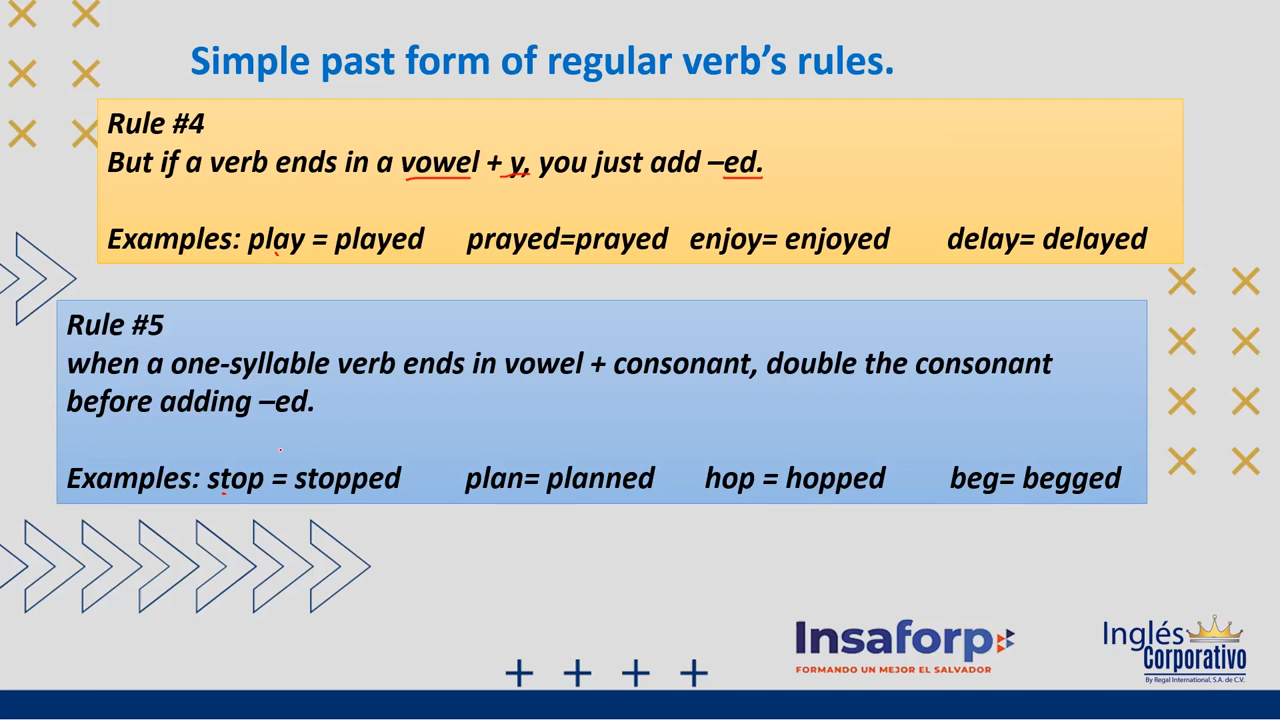 Simple past form of regular verb’s rules.
Rule #4
But if a verb ends in a vowel + y, you just add –ed.
Examples: play = played prayed=prayed enjoy= enjoyed delay= delayed
Rule #5
when a one-syllable verb ends in vowel + consonant, double the consonant
before adding –ed.
Examples: stop = stopped plan= planned hop = hopped beg= begged
Insaforp
FORMANDO UN MEJOR EL SALVADOR
Inglés
Corporativo
By Regal International, S.A. de C.V.